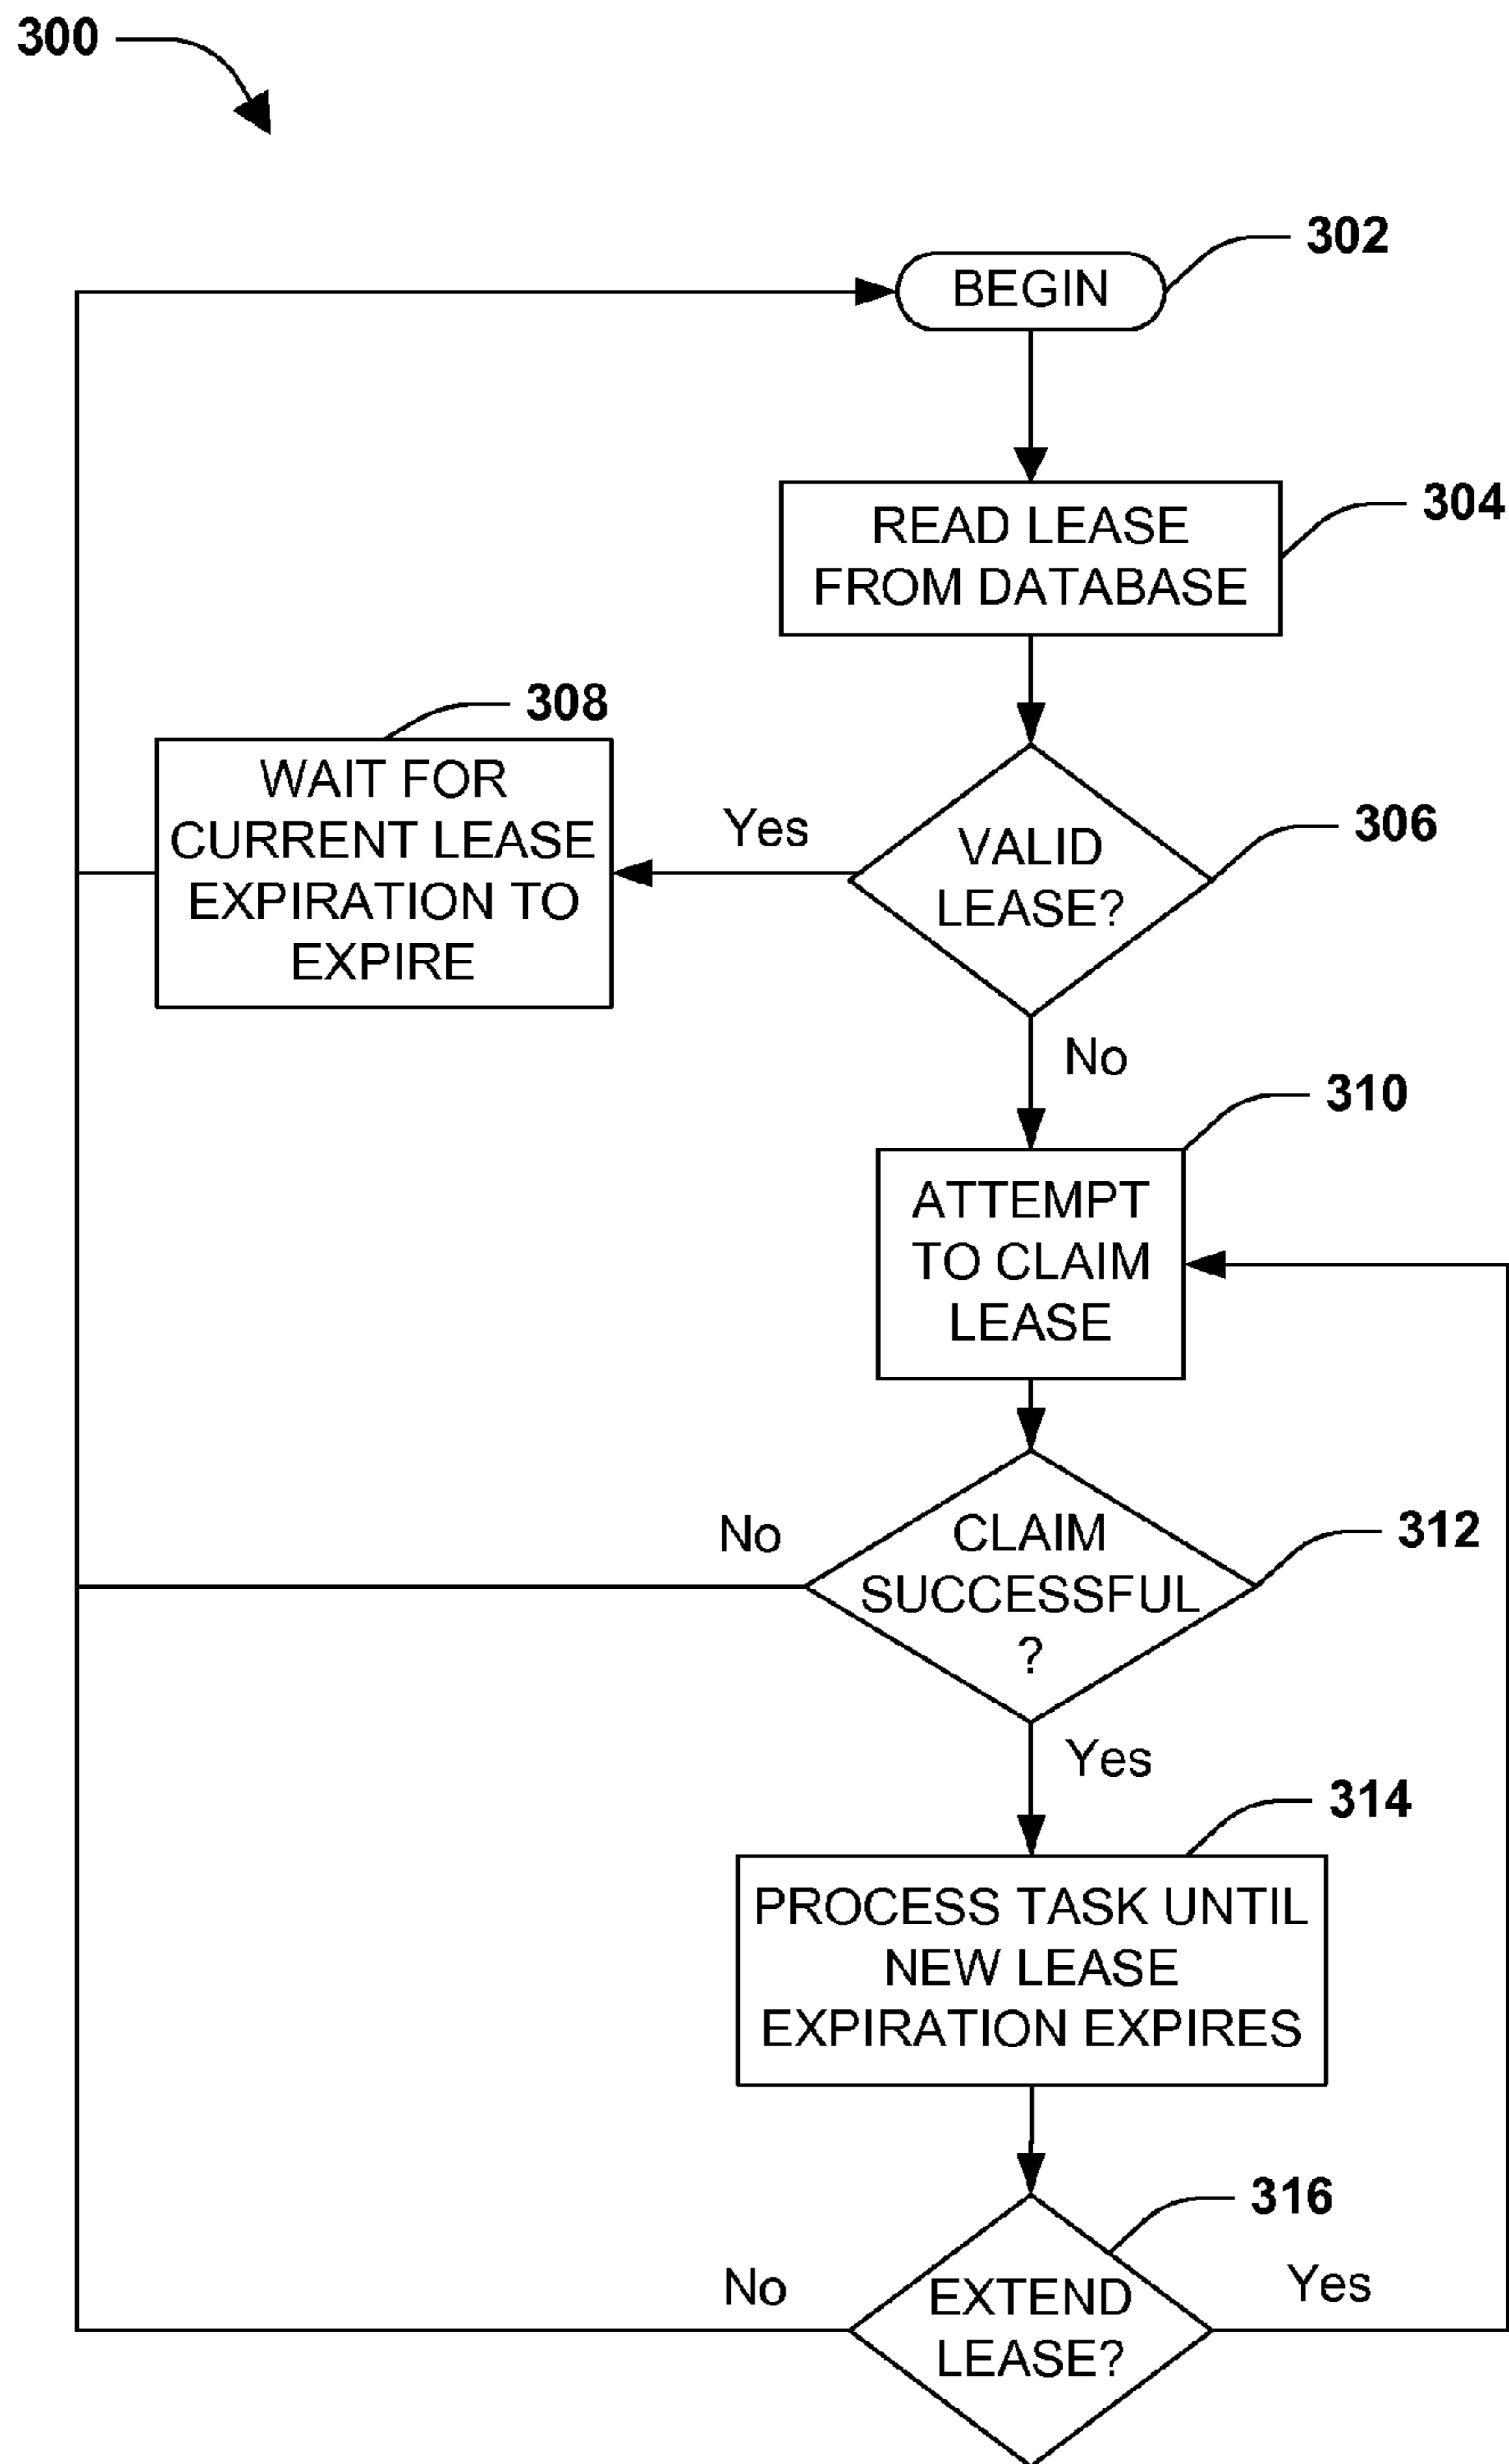 300
302
BEGIN
304
READ LEASE
FROM DATABASE
308
WAIT FOR
CURRENT LEASE
EXPIRATION TO
EXPIRE
Yes
306
VALID
LEASE?
No
310
ATTEMPT
TO CLAIM
LEASE
No
312
CLAIM
SUCCESSFUL
?
Yes
314
PROCESS TASK UNTIL
NEW LEASE
EXPIRATION EXPIRES
316
No
EXTEND
LEASE?
Yes